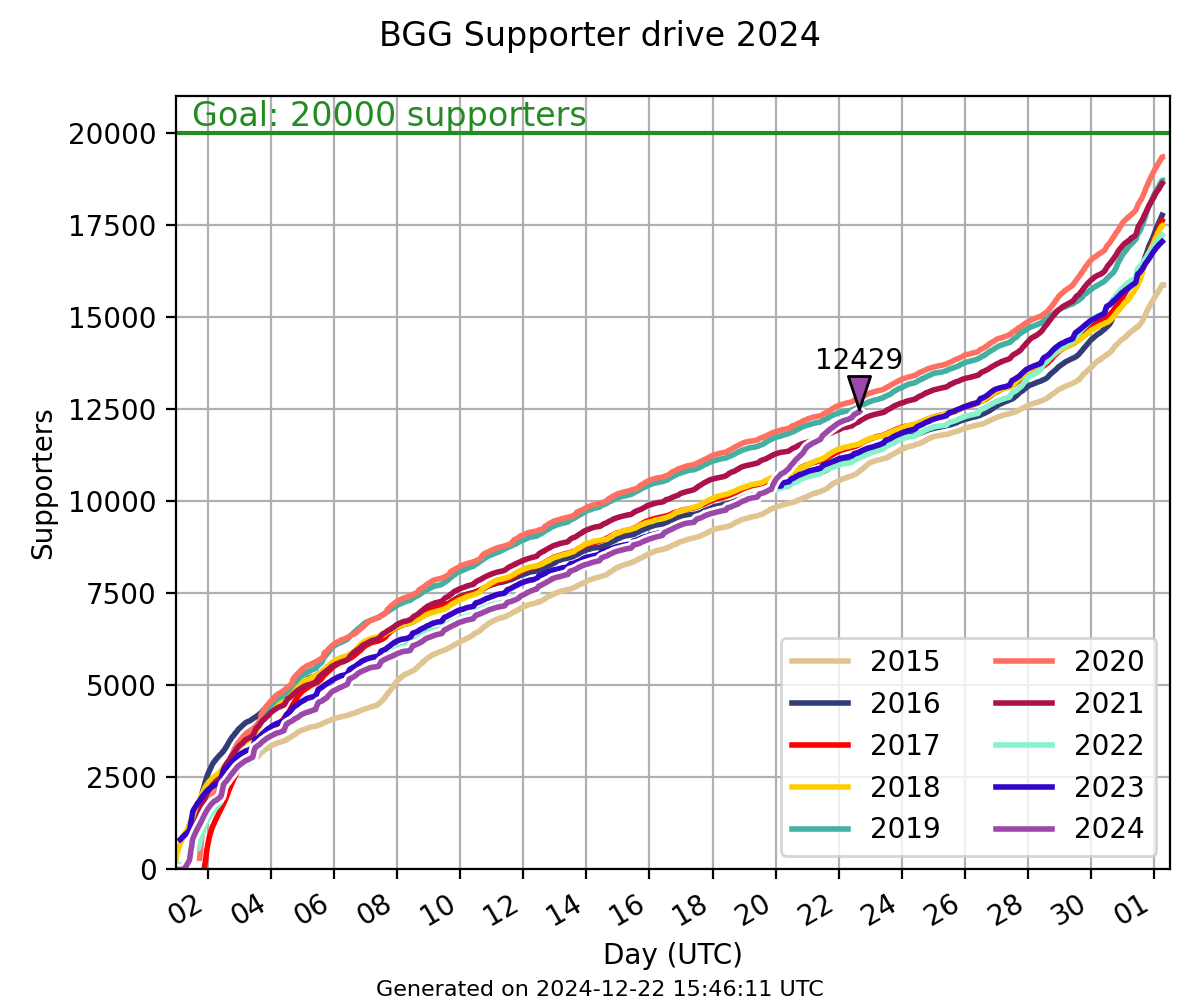 BGG Supporter drive 2024
Goal: 20000 supporters
20000
17500
15000
12429
12500
Supporters
10000
7500
5000
2500
0
2015 2020
2016 2021
2017 2022
2018 2023
2019 2024
02 04 06 08 10 12 14 16 18 20 22 24 26 28 30 01
Day (UTC)
Generated on 2024-12-22 15:46:11 UTC